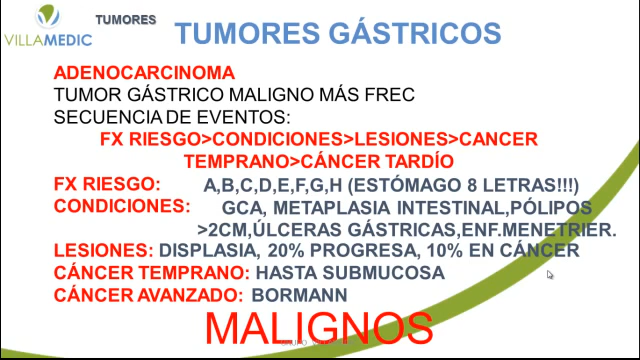 VILLAMEDIC
TUMORES
TUMORES GÁSTRICOS
ADENOCARCINOMA
TUMOR GÁSTRICO MALIGNO MÁS FREC
SECUENCIA DE EVENTOS:
FX RIESGO>CONDICIONES>LESIONES>CANCER
TEMPRANO>CÁNCER TARDÍO
FX RIESGO: A,B,C,D,E,F,G,H (ESTÓMAGO 8 LETRAS!!!)
CONDICIONES: GCA, METAPLASIA INTESTINAL,PÓLIPOS
>2CM,ÚLCERAS GÁSTRICAS,ENF.MENETRIER.
LESIONES: DISPLASIA, 20% PROGRESA, 10% EN CÁNCER
CÁNCER TEMPRANO: HASTA SUBMUCOSA
CÁNCER AVANZADO: BORMANN
MALIGNOS